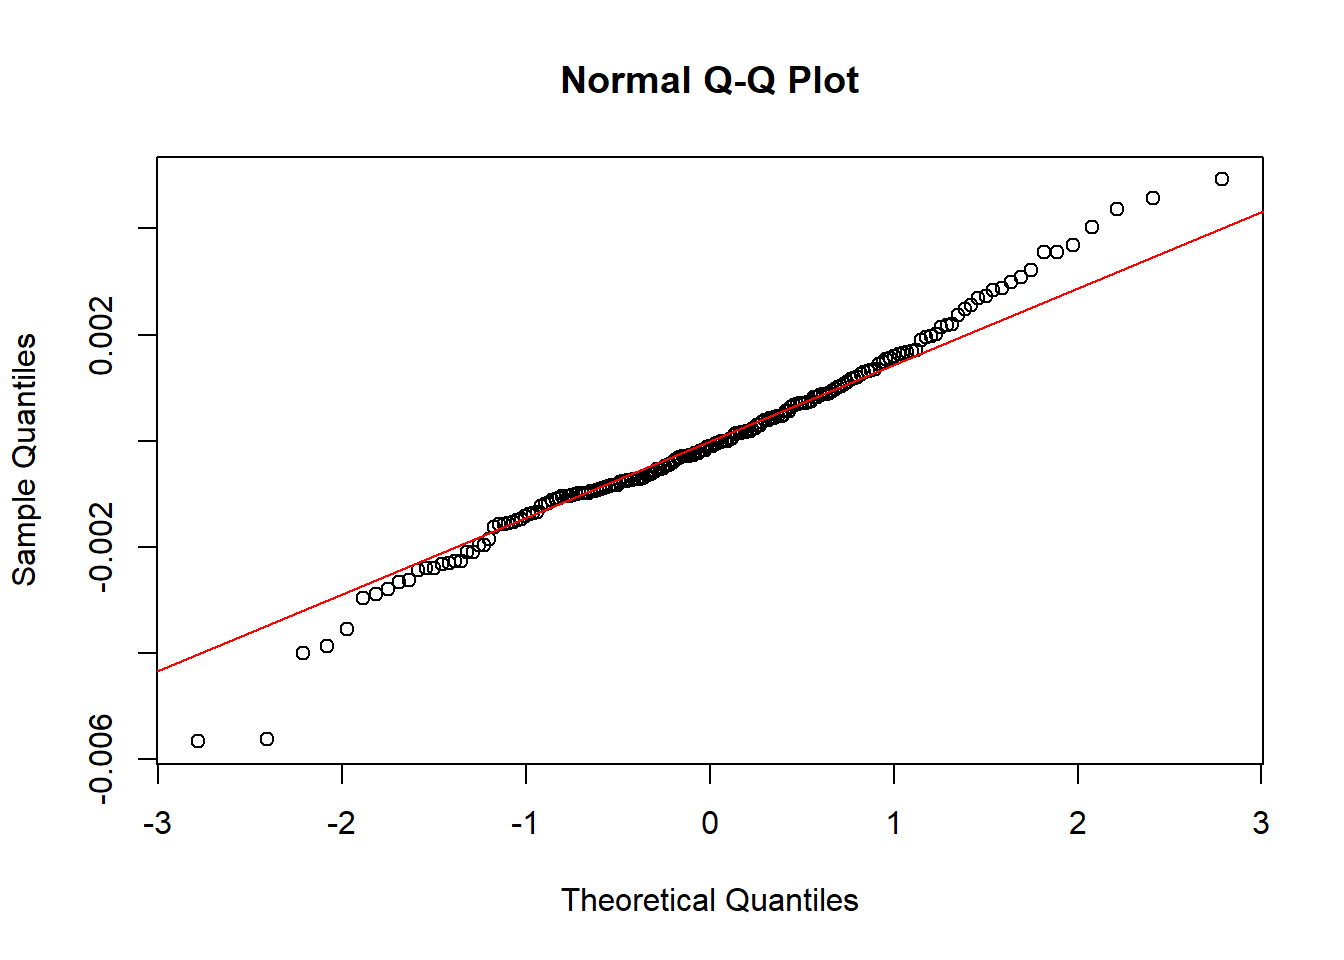 Normal Q-Q Plot
Sample Quantiles
0.002
-0.002
-0.006
-3 -2 -1 0 1 2 3
Theoretical Quantiles